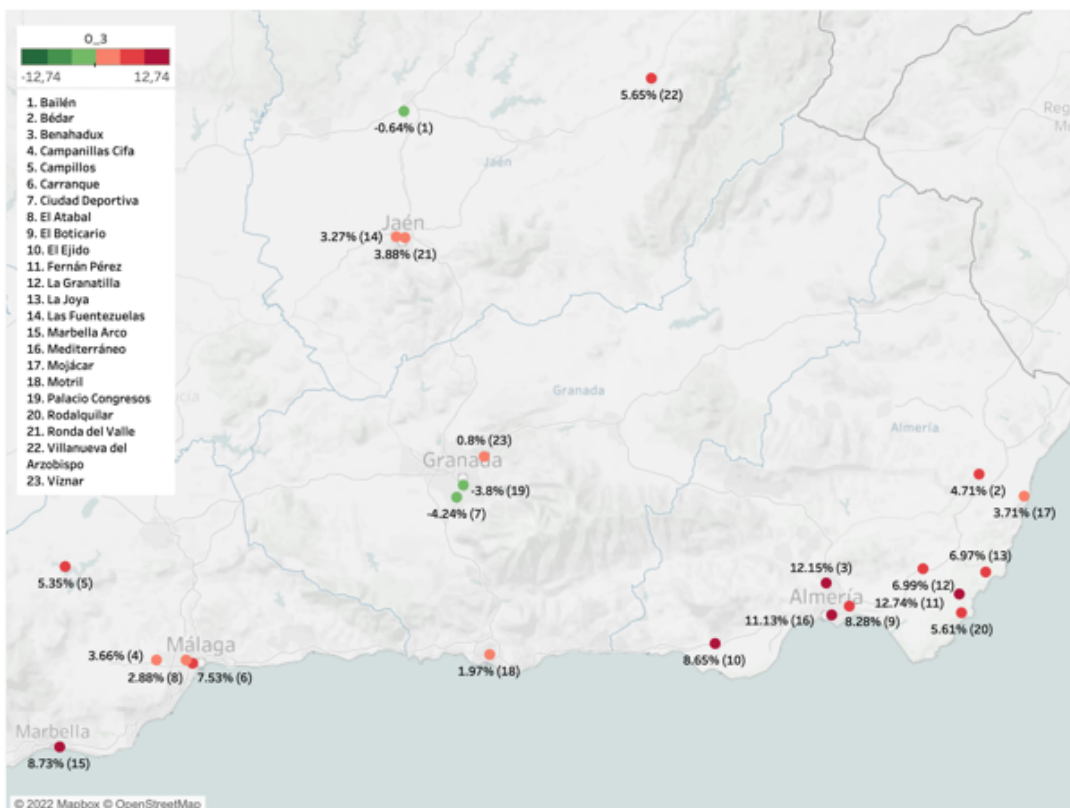 O_3
-12,74 12,74
1. Bailén
2. Bédar
3. Benahadux
4. Campanillas Cifa
5. Campillos
6. Carranque
7. Ciudad Deportiva
8. El Atabal
9. El Boticario
10. El Ejido
11. Fernán Pérez
12. La Granatilla
13. La Joya
14. Las Fuentezuelas
15. Marbella Arco
16. Mediterráneo
17. Mojácar
18. Motril
19. Palacio Congresos
20. Rodalquilar
21. Ronda del Valle
22. Villanueva del
Arzobispo
23. Víznar
5.65% (22)
-0.64% (1)
Jaén
Jaén
3.27% (14)
3.88% (21)
Granada
0.8% (23)
Granada
-3.8% (19)
-4.24% (7)
Almería
4.71% (2)
3.71% (17)
5.35% (5)
12.15% (3)
6.97% (13)
6.99% (12)
Almería
12.74% (11)
11.13% (16)
8.28% (9)
5.61% (20)
Málaga
3.66% (4)
2.88% (8)
7.53% (6)
1.97% (18)
8.65% (10)
Marbella
8.73% (15)
© 2022 Mapbox © OpenStreetMap